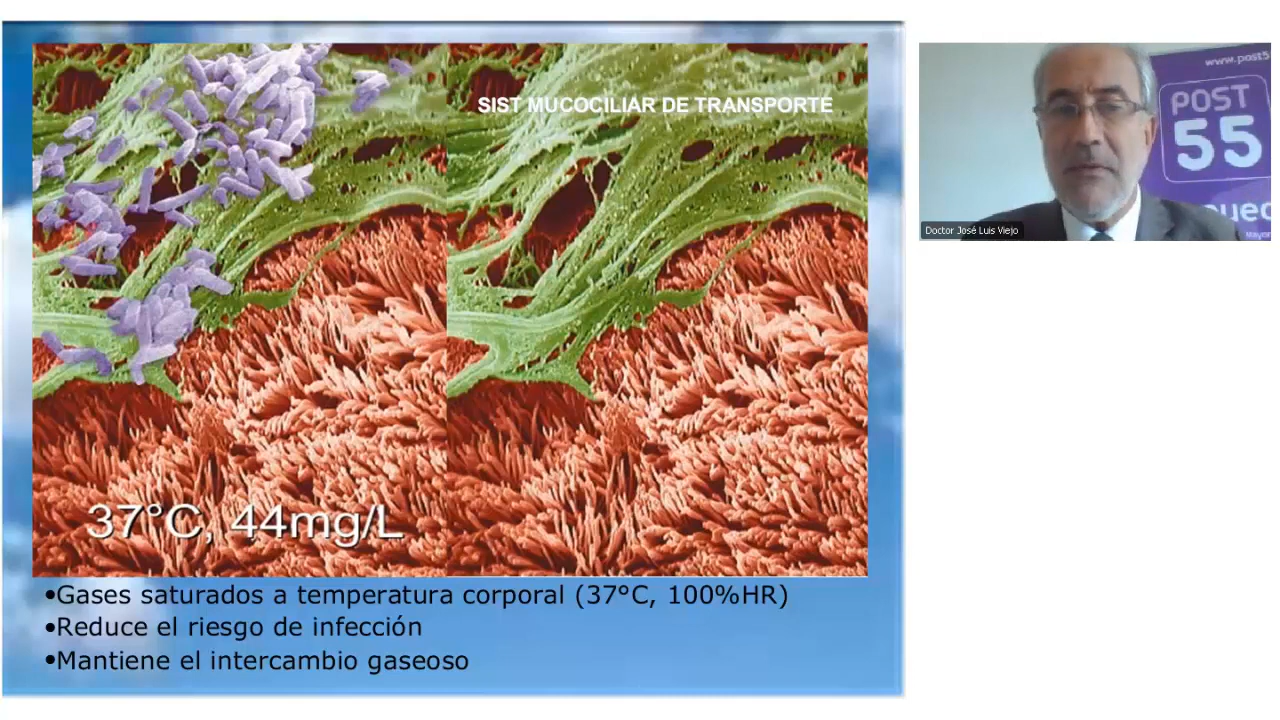 SIST MUCOCILIAR DE TRANSPORTE
37°C, 44mg/L
•Gases saturados a temperatura corporal (37°C, 100%HR)
•Reduce el riesgo de infección
•Mantiene el intercambio gaseoso
www.post5
POST
55
Doctor José Luis Viejo